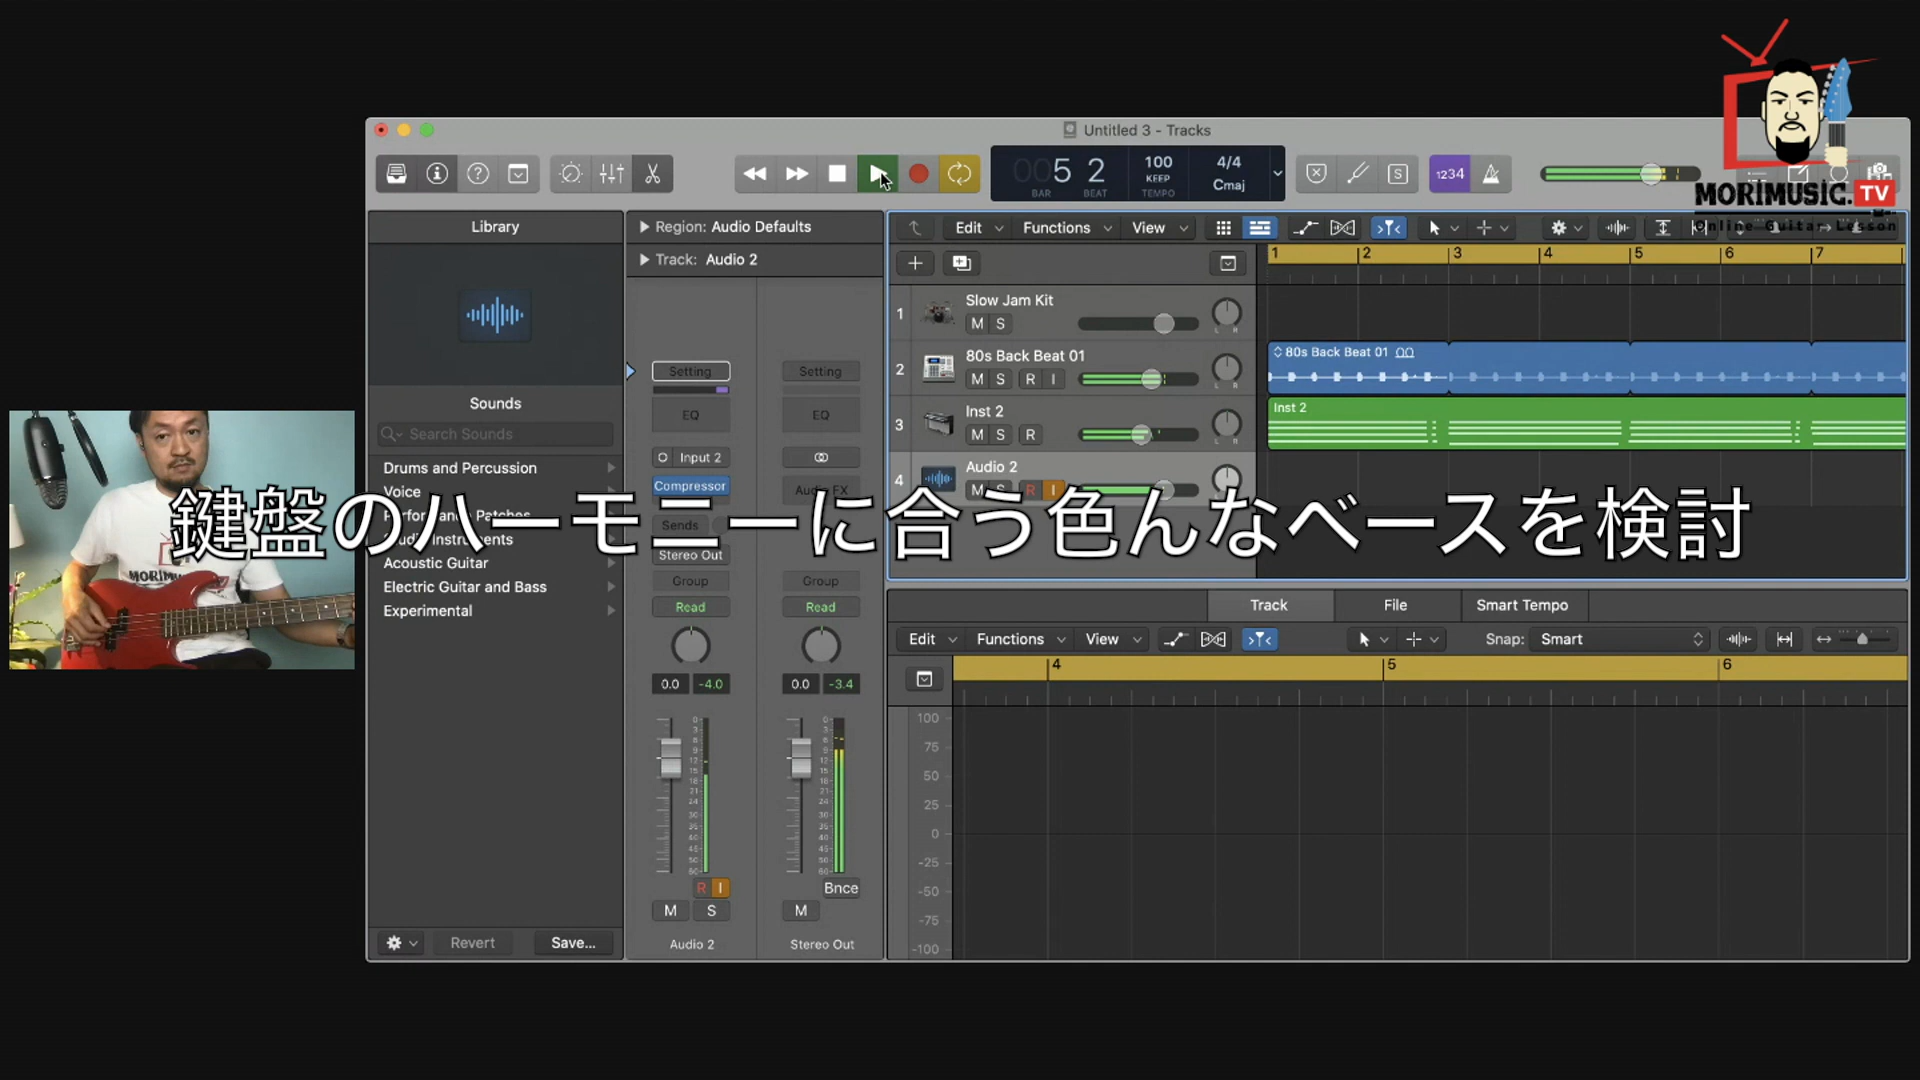 Untitled 3 - Tracks
MORIMUSIC.TV
Online Guitar Lesson
005 2
BAR BEAT
100
KEEP
TEMPO
4/4
Cmaj
S
1234
Library
Region: Audio Defaults
Track: Audio 2
Edit Functions View
1 2 3 4 5 6 7
Sounds
Search Sounds
Drums and Percussion
Voice
Acoustic Guitar
Electric Guitar and Bass
Experimental
Revert Save...
Setting Setting
EQ EQ
Input 2
Compressor
Audio FX
Sends
Stereo Out
Group Group
Read Read
0.0 -4.0 0.0 -3.4
R I Bnce
M S M
Audio 2 Stereo Out
1 Slow Jam Kit
M S L R
2 80s Back Beat 01
M S R I L R
3 Inst 2
M S R L R
4 Audio 2
M S R I
80s Back Beat 01
Inst 2
鍵盤のハーモニーに合う色んなベースを検討
Track File Smart Tempo
Edit Functions View Snap: Smart
4 5 6
100
75
50
25
0
-25
-50
-75
-100